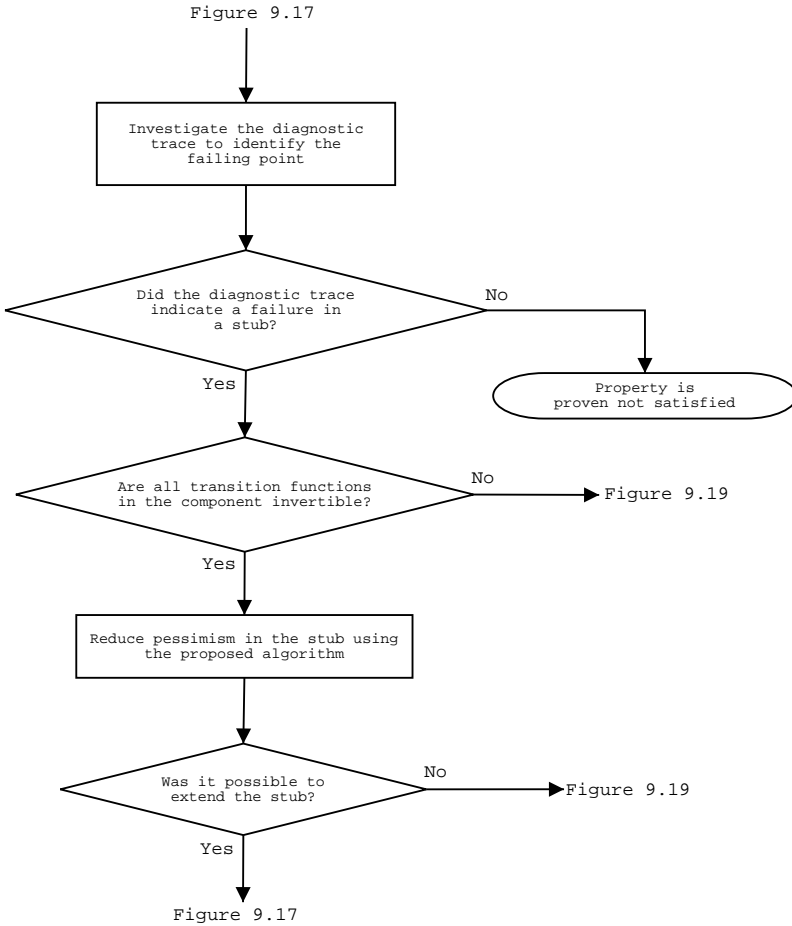 Figure 9.17
Investigate the diagnostic
trace to identify the
failing point
Did the diagnostic trace
indicate a failure in
a stub?
No
Yes
Property is
proven not satisfied
Are all transition functions
in the component invertible?
No
Figure 9.19
Yes
Reduce pessimism in the stub using
the proposed algorithm
Was it possible to
extend the stub?
No
Figure 9.19
Yes
Figure 9.17